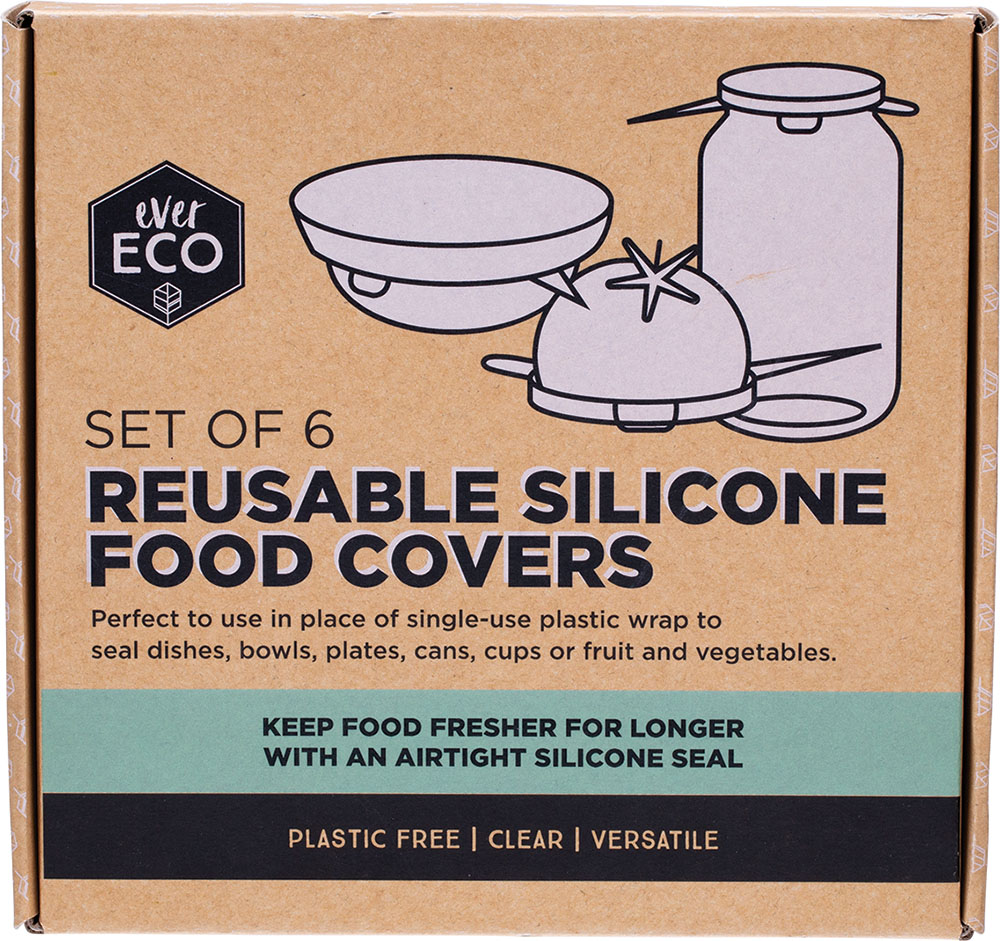 ever
ECO
SET OF 6
REUSABLE SILICONE
FOOD COVERS
Perfect to use in place of single-use plastic wrap to
seal dishes, bowls, plates, cans, cups or fruit and vegetables.
KEEP FOOD FRESHER FOR LONGER
WITH AN AIRTIGHT SILICONE SEAL
PLASTIC FREE | CLEAR | VERSATILE